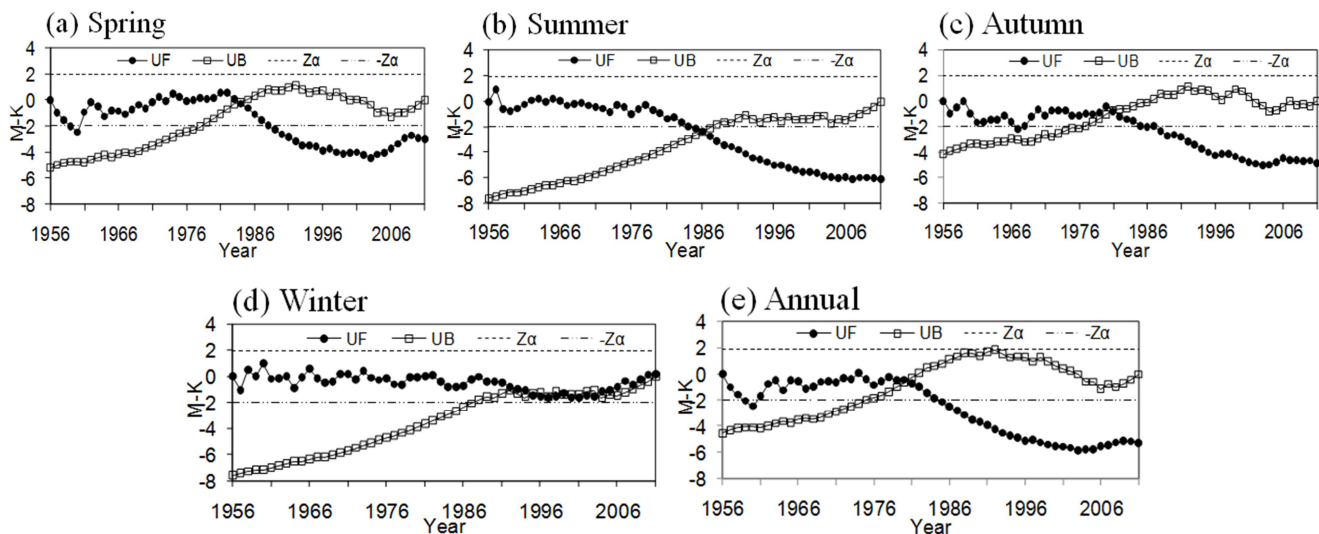 (a) Spring
4
2
0
-2
-4
-6
-8
M-K
UF UB Zα -Zα
1956 1966 1976 1986 1996 2006
Year
(b) Summer
4
2
0
-2
-4
-6
-8
M-K
UF UB Zα -Zα
1956 1966 1976 1986 1996 2006
Year
(c) Autumn
4
2
0
-2
-4
-6
-8
M-K
UF UB Zα -Zα
1956 1966 1976 1986 1996 2006
Year
(d) Winter
4
2
0
-2
-4
-6
-8
M-K
UF UB Zα -Zα
1956 1966 1976 1986 1996 2006
Year
(e) Annual
4
2
0
-2
-4
-6
-8
M-K
UF UB Zα -Zα
1956 1966 1976 1986 1996 2006
Year